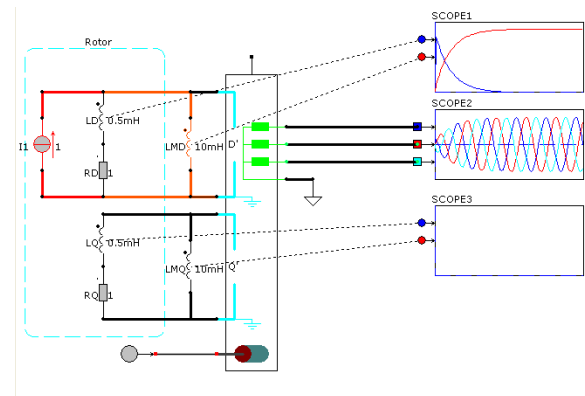 SCOPE1
Rotor
LD 0.5mH
I1 1
LMD 10mH
D'
RD 1
SCOPE2
LQ 0.5mH
LMQ 10mH
Q'
RQ 1
SCOPE3